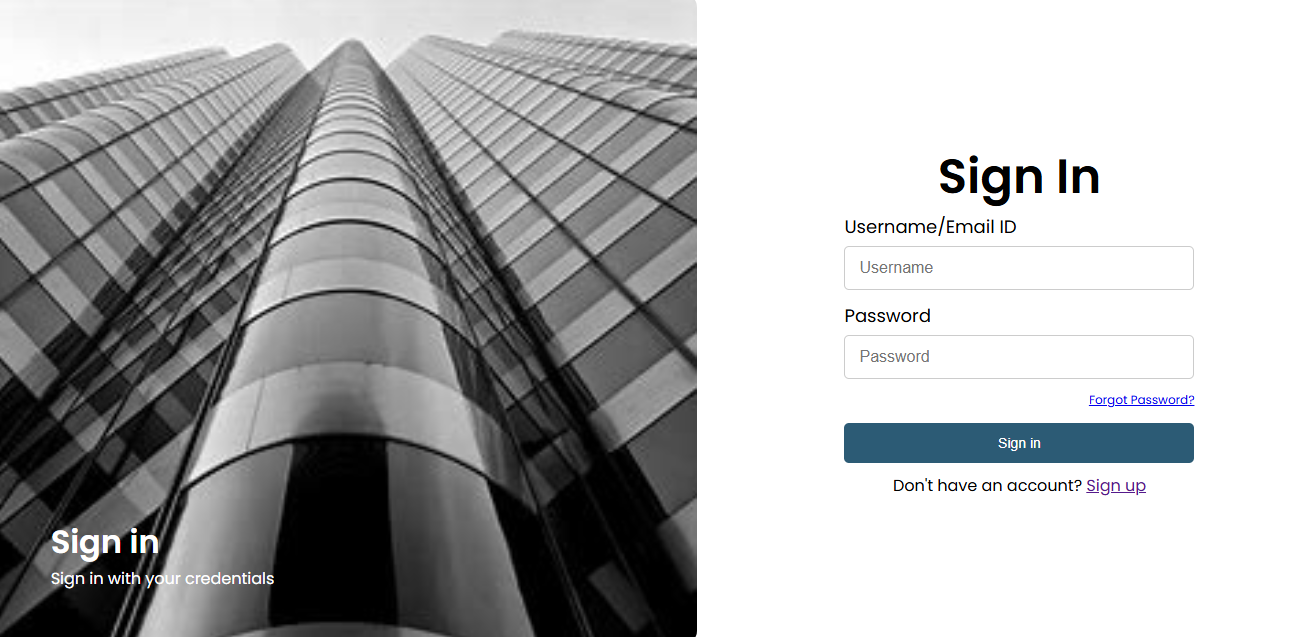 Sign in
Sign in with your credentials
Sign In
Username/Email ID
Username
Password
Password
Forgot Password?
Sign in
Don't have an account? Sign up